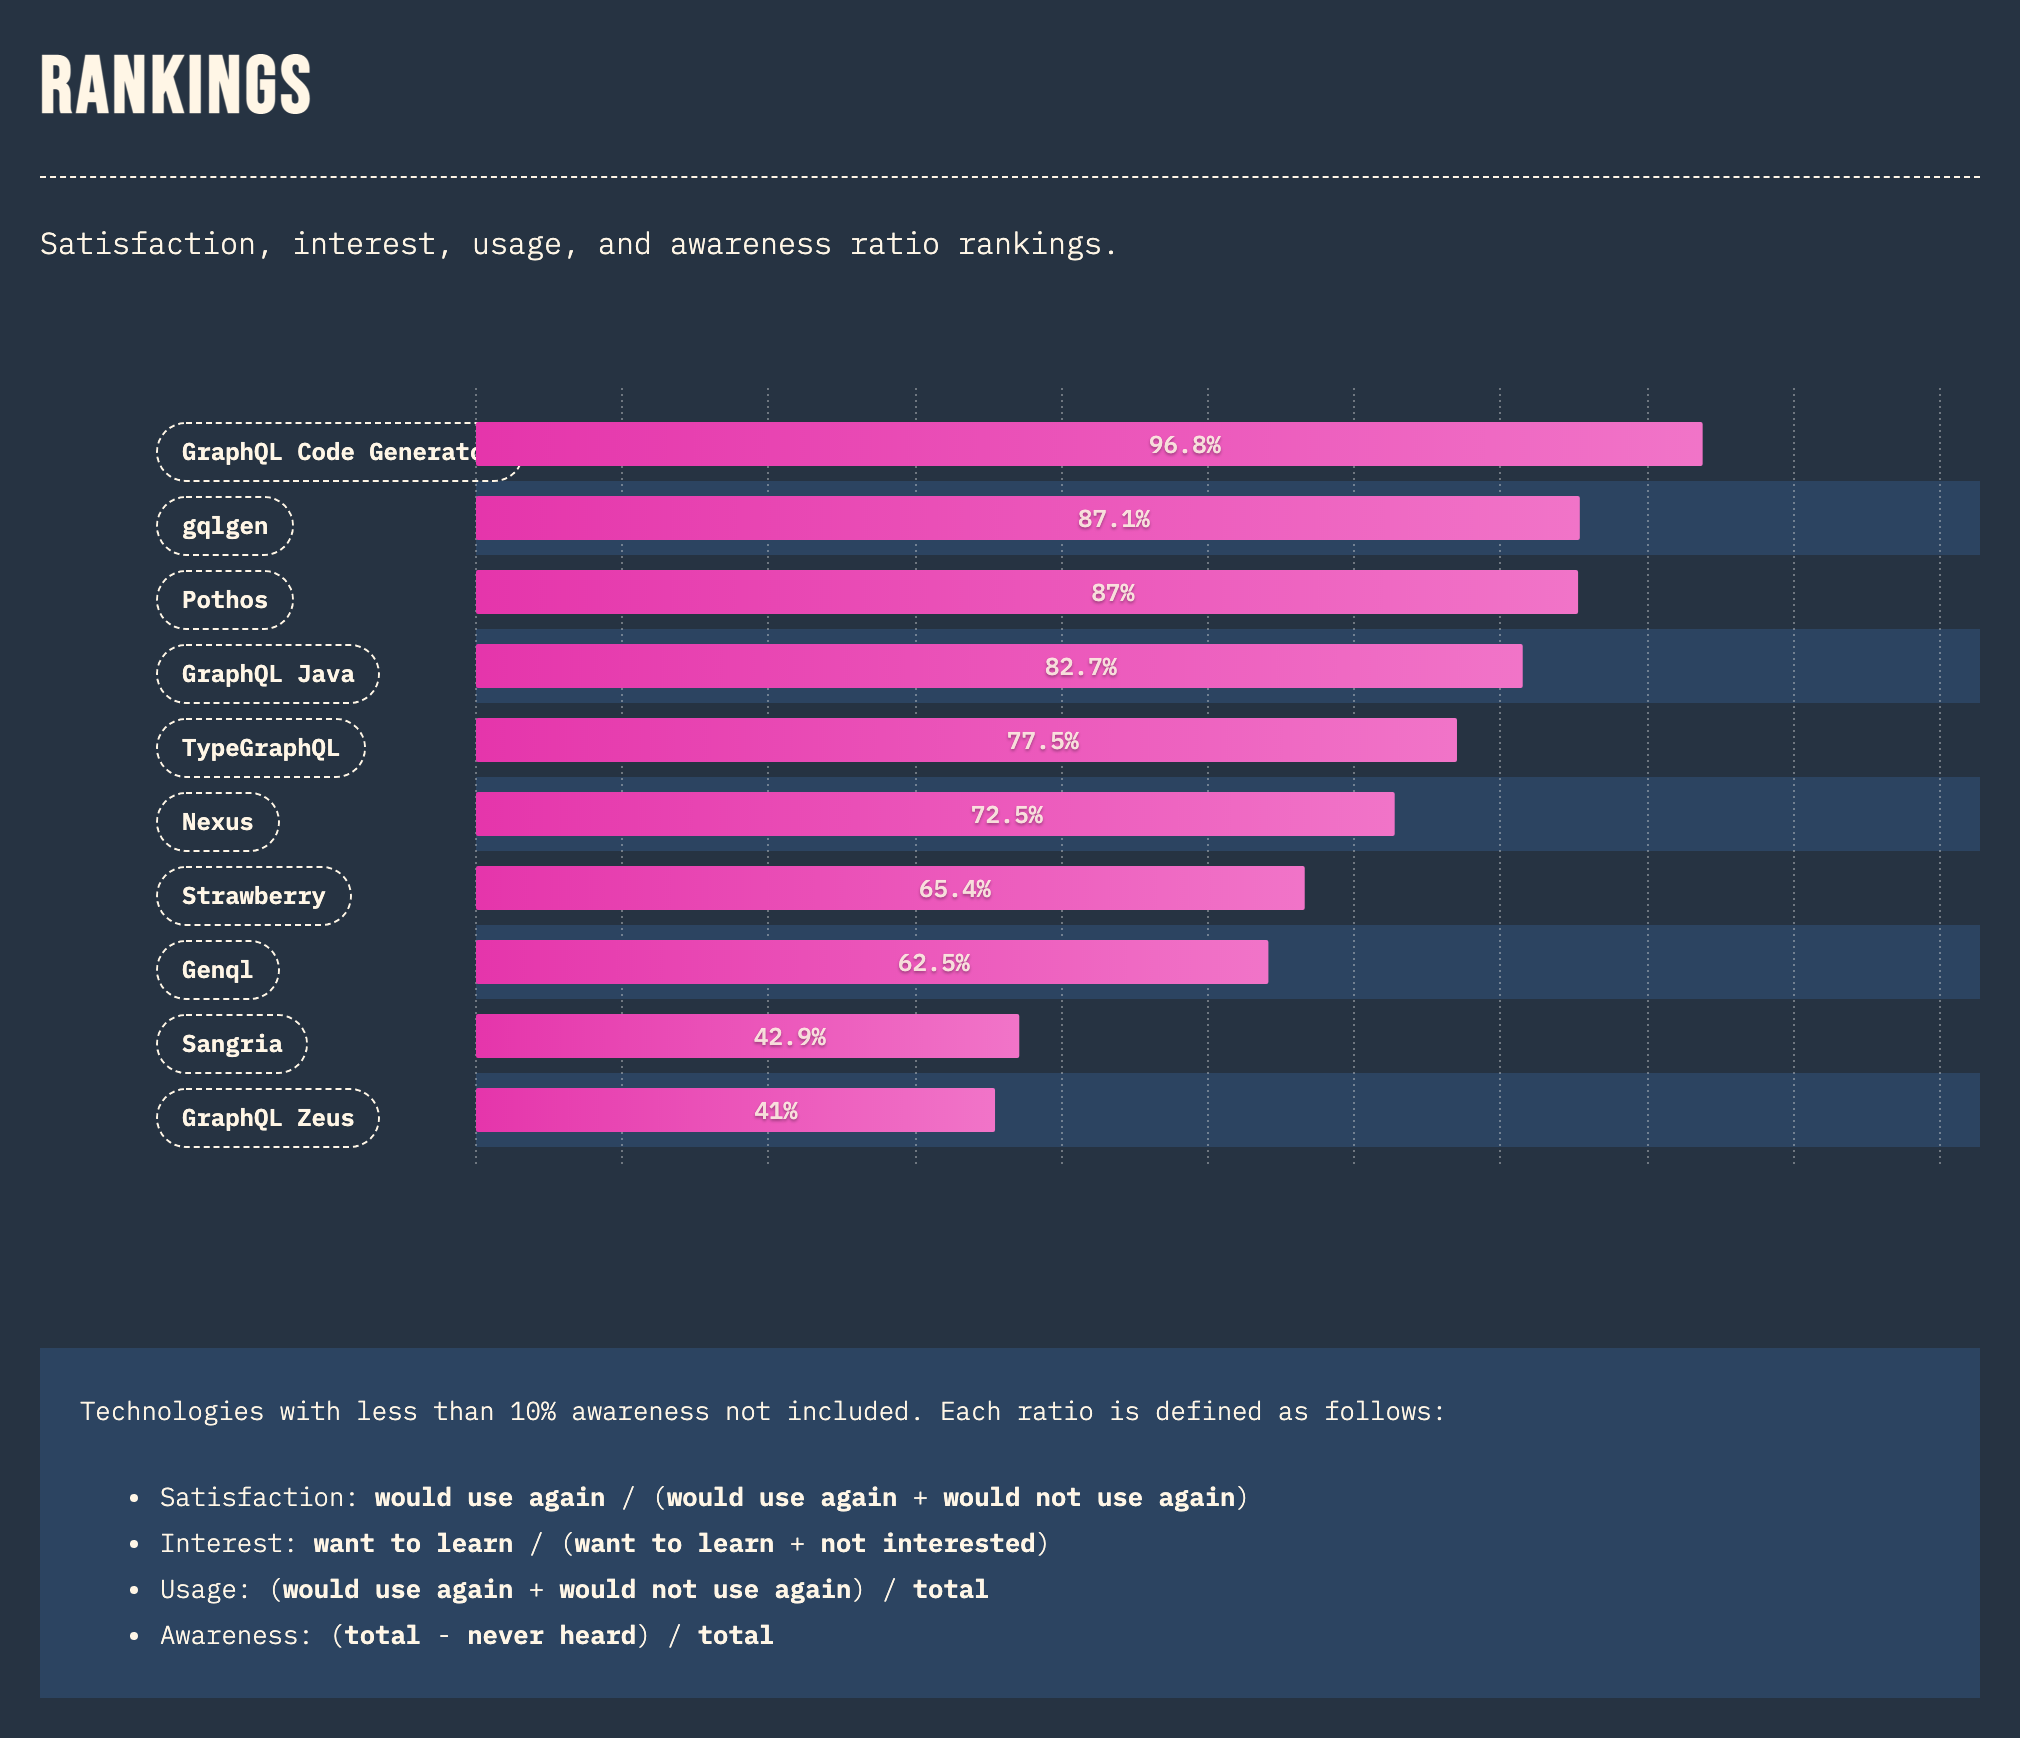 RANKINGS
Satisfaction, interest, usage, and awareness ratio rankings.
GraphQL Code Generato 96.8%
gqlgen 87.1%
Pothos 87%
GraphQL Java 82.7%
TypeGraphQL 77.5%
Nexus 72.5%
Strawberry 65.4%
Genql 62.5%
Sangria 42.9%
GraphQL Zeus 41%
Technologies with less than 10% awareness not included. Each ratio is defined as follows:
• Satisfaction: would use again / (would use again + would not use again)
• Interest: want to learn / (want to learn + not interested)
• Usage: (would use again + would not use again) / total
• Awareness: (total - never heard) / total